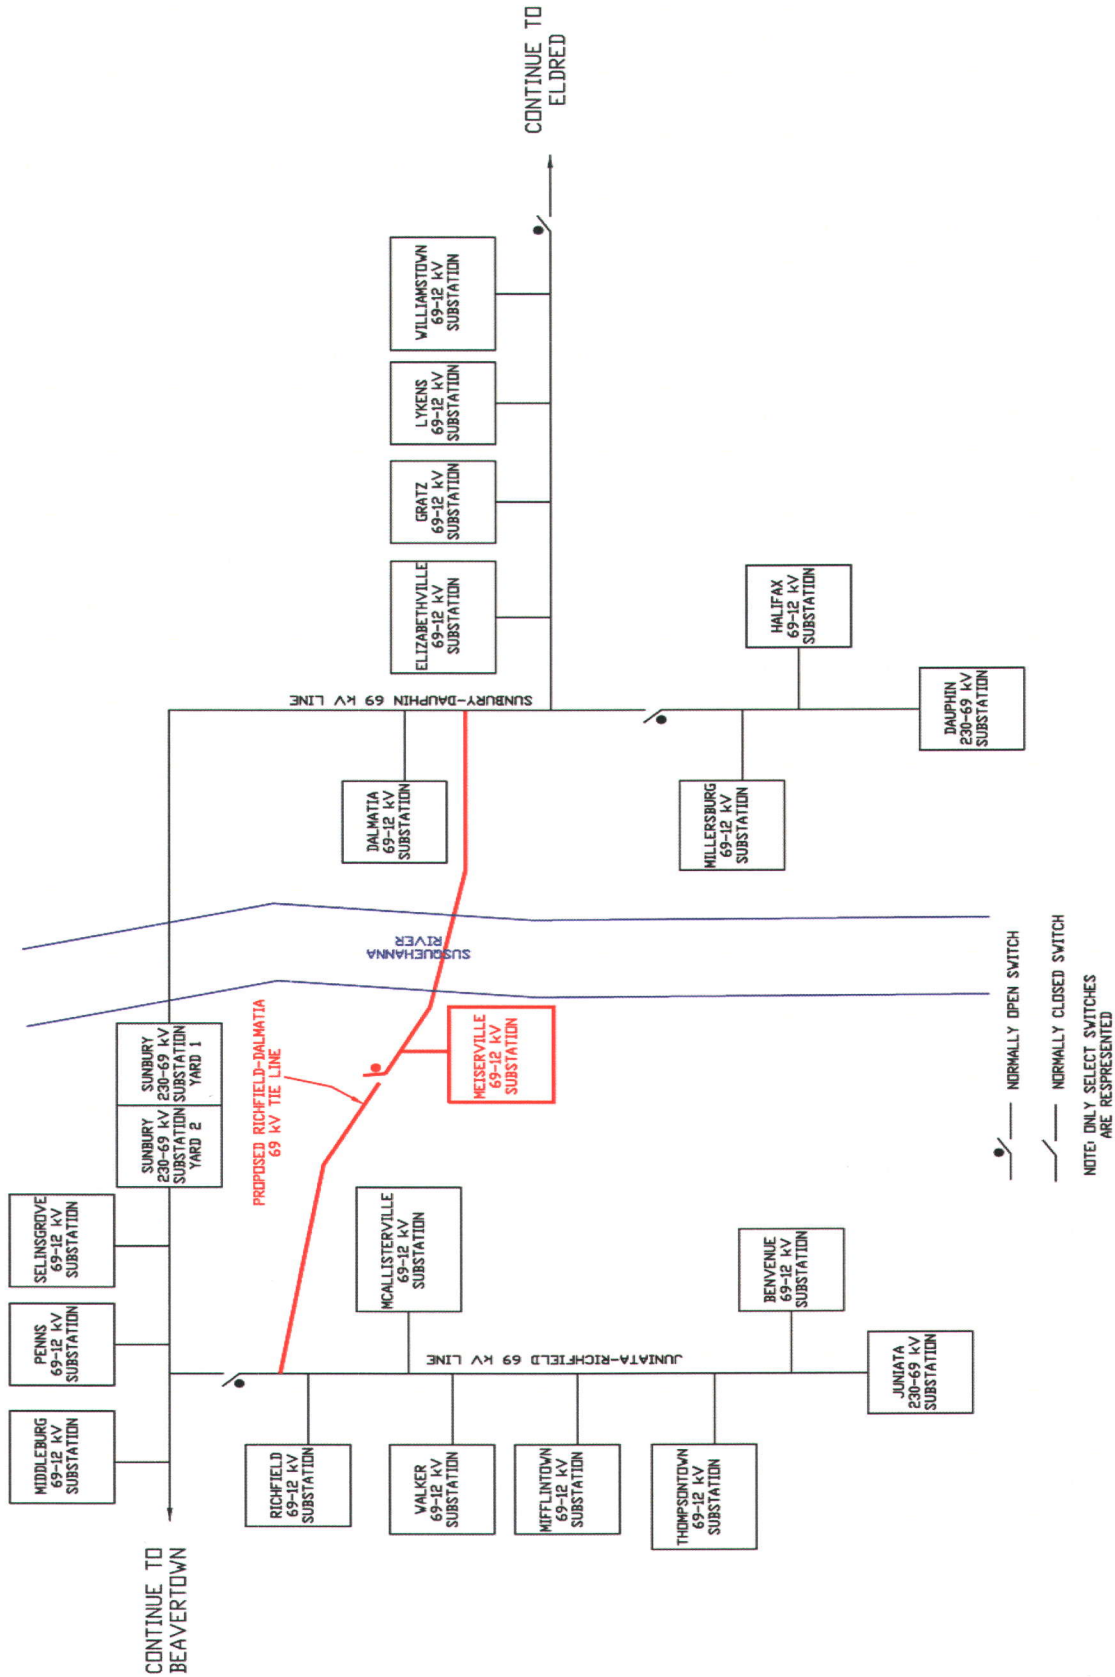 CONTINUE TO
BEAVERTOWN
MIDDLEBURG
69-12 kV
SUBSTATION
PENNS
69-12 kV
SUBSTATION
SELINSGROVE
69-12 kV
SUBSTATION
SUNBURY
230-69 kV
SUBSTATION
YARD 2
SUNBURY
230-69 kV
SUBSTATION
YARD 1
PROPOSED RICHFIELD-DALMATIA
69 kV TIE LINE
SUSQUEHANNA
RIVER
SUNBURY-DAUPHIN 69 kV LINE
CONTINUE TO
ELDRED
RICHFIELD
69-12 kV
SUBSTATION
MCALLISTERVILLE
69-12 kV
SUBSTATION
MEISERVILLE
69-12 kV
SUBSTATION
DALMATIA
69-12 kV
SUBSTATION
ELIZABETHVILLE
69-12 kV
SUBSTATION
GRATZ
69-12 kV
SUBSTATION
LYKENS
69-12 kV
SUBSTATION
WILLIAMSTOWN
69-12 kV
SUBSTATION
WALKER
69-12 kV
SUBSTATION
MIFFLINTOWN
69-12 kV
SUBSTATION
THOMPSONTOWN
69-12 kV
SUBSTATION
JUNIATA-RICHFIELD 69 kV LINE
BENVENUE
69-12 kV
SUBSTATION
JUNIATA
230-69 kV
SUBSTATION
MILLERSBURG
69-12 kV
SUBSTATION
HALIFAX
69-12 kV
SUBSTATION
DAUPHIN
230-69 kV
SUBSTATION
NORMALLY OPEN SWITCH
NORMALLY CLOSED SWITCH
NOTE: ONLY SELECT SWITCHES
ARE RESPRESENTED